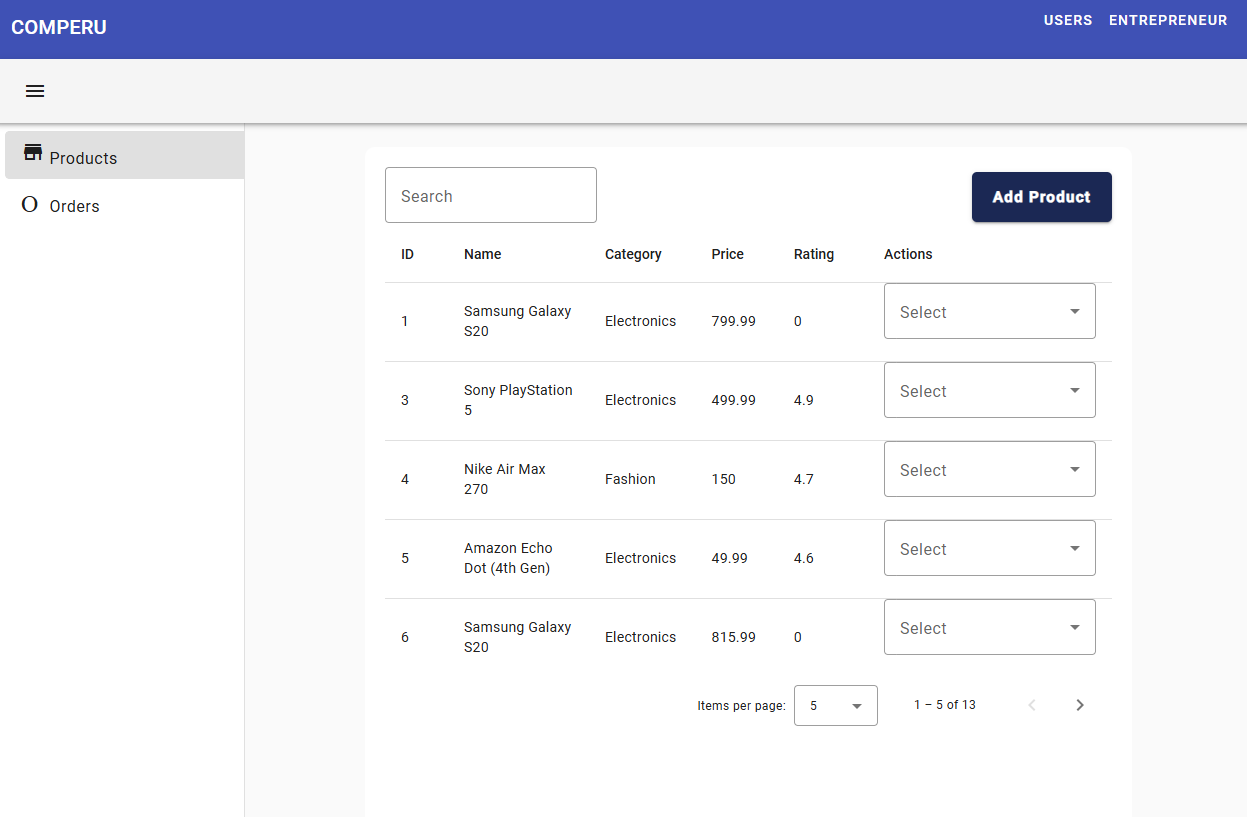 COMPERU
USERS ENTREPRENEUR
Products
O Orders
Search
Add Product
ID Name Category Price Rating Actions
1 Samsung Galaxy S20 Electronics 799.99 0 Select
3 Sony PlayStation 5 Electronics 499.99 4.9 Select
4 Nike Air Max 270 Fashion 150 4.7 Select
5 Amazon Echo Dot (4th Gen) Electronics 49.99 4.6 Select
6 Samsung Galaxy S20 Electronics 815.99 0 Select
Items per page: 5 1 – 5 of 13